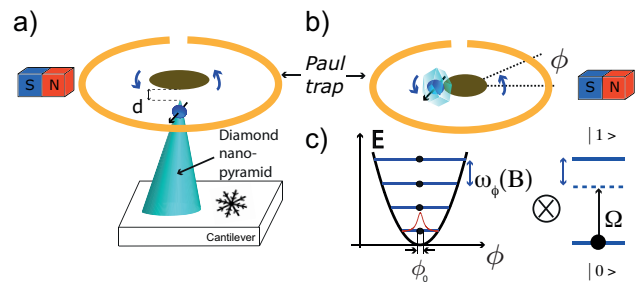 a)
S N
d
Diamond
nano-
pyramid
Cantilever
Paul
trap
b)
ϕ
S N
c)
E
ω_ϕ(B)
ϕ_0
ϕ
⊗
| 1 >
Ω
| 0 >